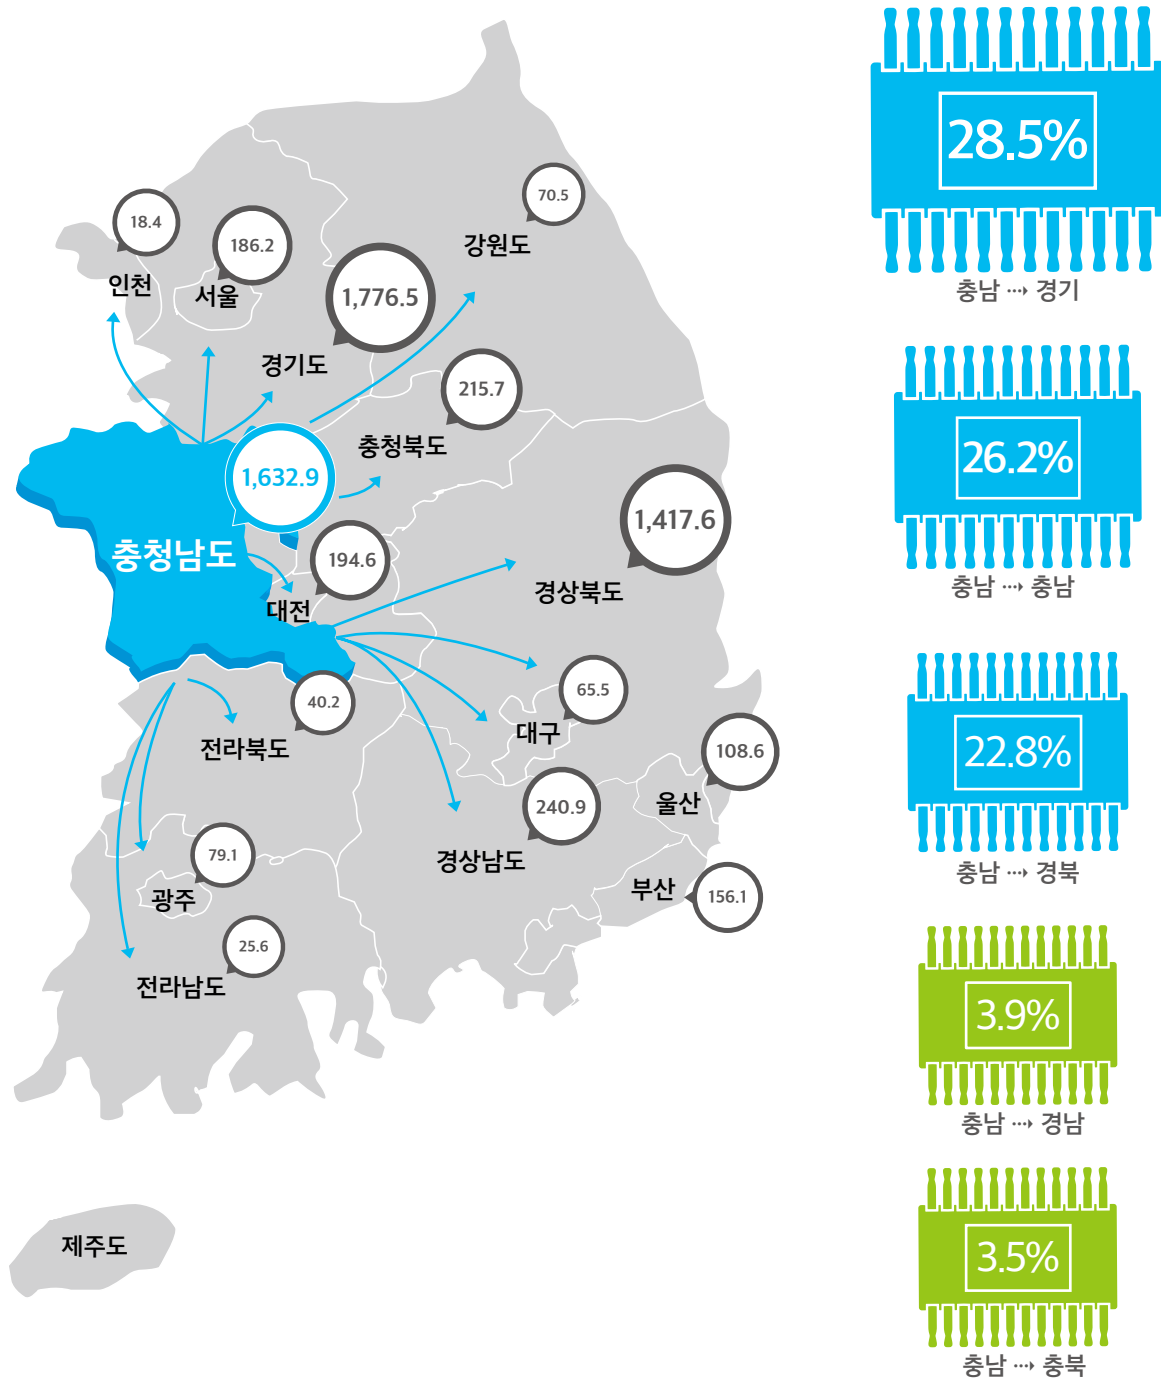 70.5
강원도
18.4
인천
186.2
서울
1,776.5
경기도
215.7
충청북도
1,632.9
충청남도
194.6
대전
1,417.6
경상북도
65.5
대구
40.2
전라북도
108.6
울산
240.9
경상남도
79.1
광주
156.1
부산
25.6
전라남도
제주도
28.5%
충남 ···→ 경기
26.2%
충남 ···→ 충남
22.8%
충남 ···→ 경북
3.9%
충남 ···→ 경남
3.5%
충남 ···→ 충북